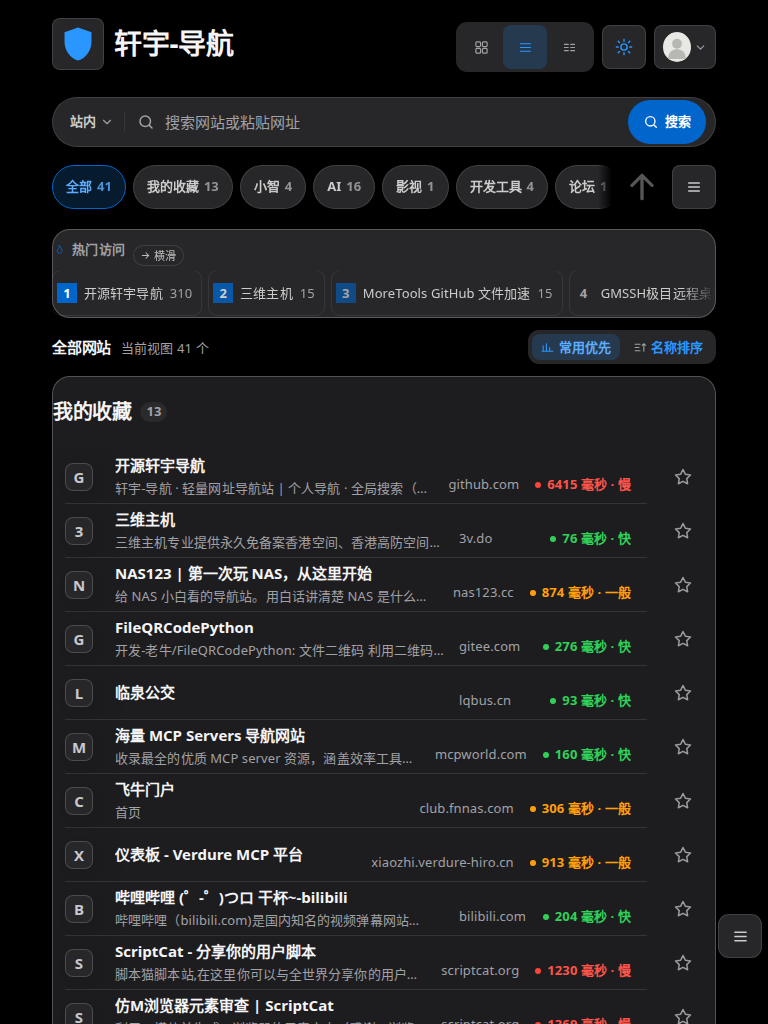 轩宇-导航
站内 搜索网站或粘贴网址 搜索
全部 41 我的收藏 13 小智 4 AI 16 影视 1 开发工具 4 论坛 1
热门访问 → 横滑
1 开源轩宇导航 310 2 三维主机 15 3 MoreTools GitHub 文件加速 15 4 GMSSH极目远程桌
全部网站 当前视图 41 个 常用优先 名称排序
我的收藏 13
G 开源轩宇导航
轩宇-导航 · 轻量网址导航站 | 个人导航 · 全局搜索（... github.com 6415 毫秒 · 慢
3 三维主机
三维主机专业提供永久免备案香港空间、香港高防空间... 3v.do 76 毫秒 · 快
N NAS123 | 第一次玩 NAS，从这里开始
给 NAS 小白看的导航站。用白话讲清楚 NAS 是什么... nas123.cc 874 毫秒 · 一般
G FileQRCodePython
开发-老牛/FileQRCodePython: 文件二维码 利用二维码... gitee.com 276 毫秒 · 快
L 临泉公交 lqbus.cn 93 毫秒 · 快
M 海量 MCP Servers 导航网站
收录最全的优质 MCP server 资源，涵盖效率工具... mcpworld.com 160 毫秒 · 快
C 飞牛门户
首页 club.fnnas.com 306 毫秒 · 一般
X 仪表板 - Verdure MCP 平台 xiaozhi.verdure-hiro.cn 913 毫秒 · 一般
B 哔哩哔哩 (゜-゜)つロ 干杯~-bilibili
哔哩哔哩（bilibili.com)是国内知名的视频弹幕网站... bilibili.com 204 毫秒 · 快
S ScriptCat - 分享你的用户脚本
脚本猫脚本站,在这里你可以与全世界分享你的用户... scriptcat.org 1230 毫秒 · 慢
S 仿M浏览器元素审查 | ScriptCat